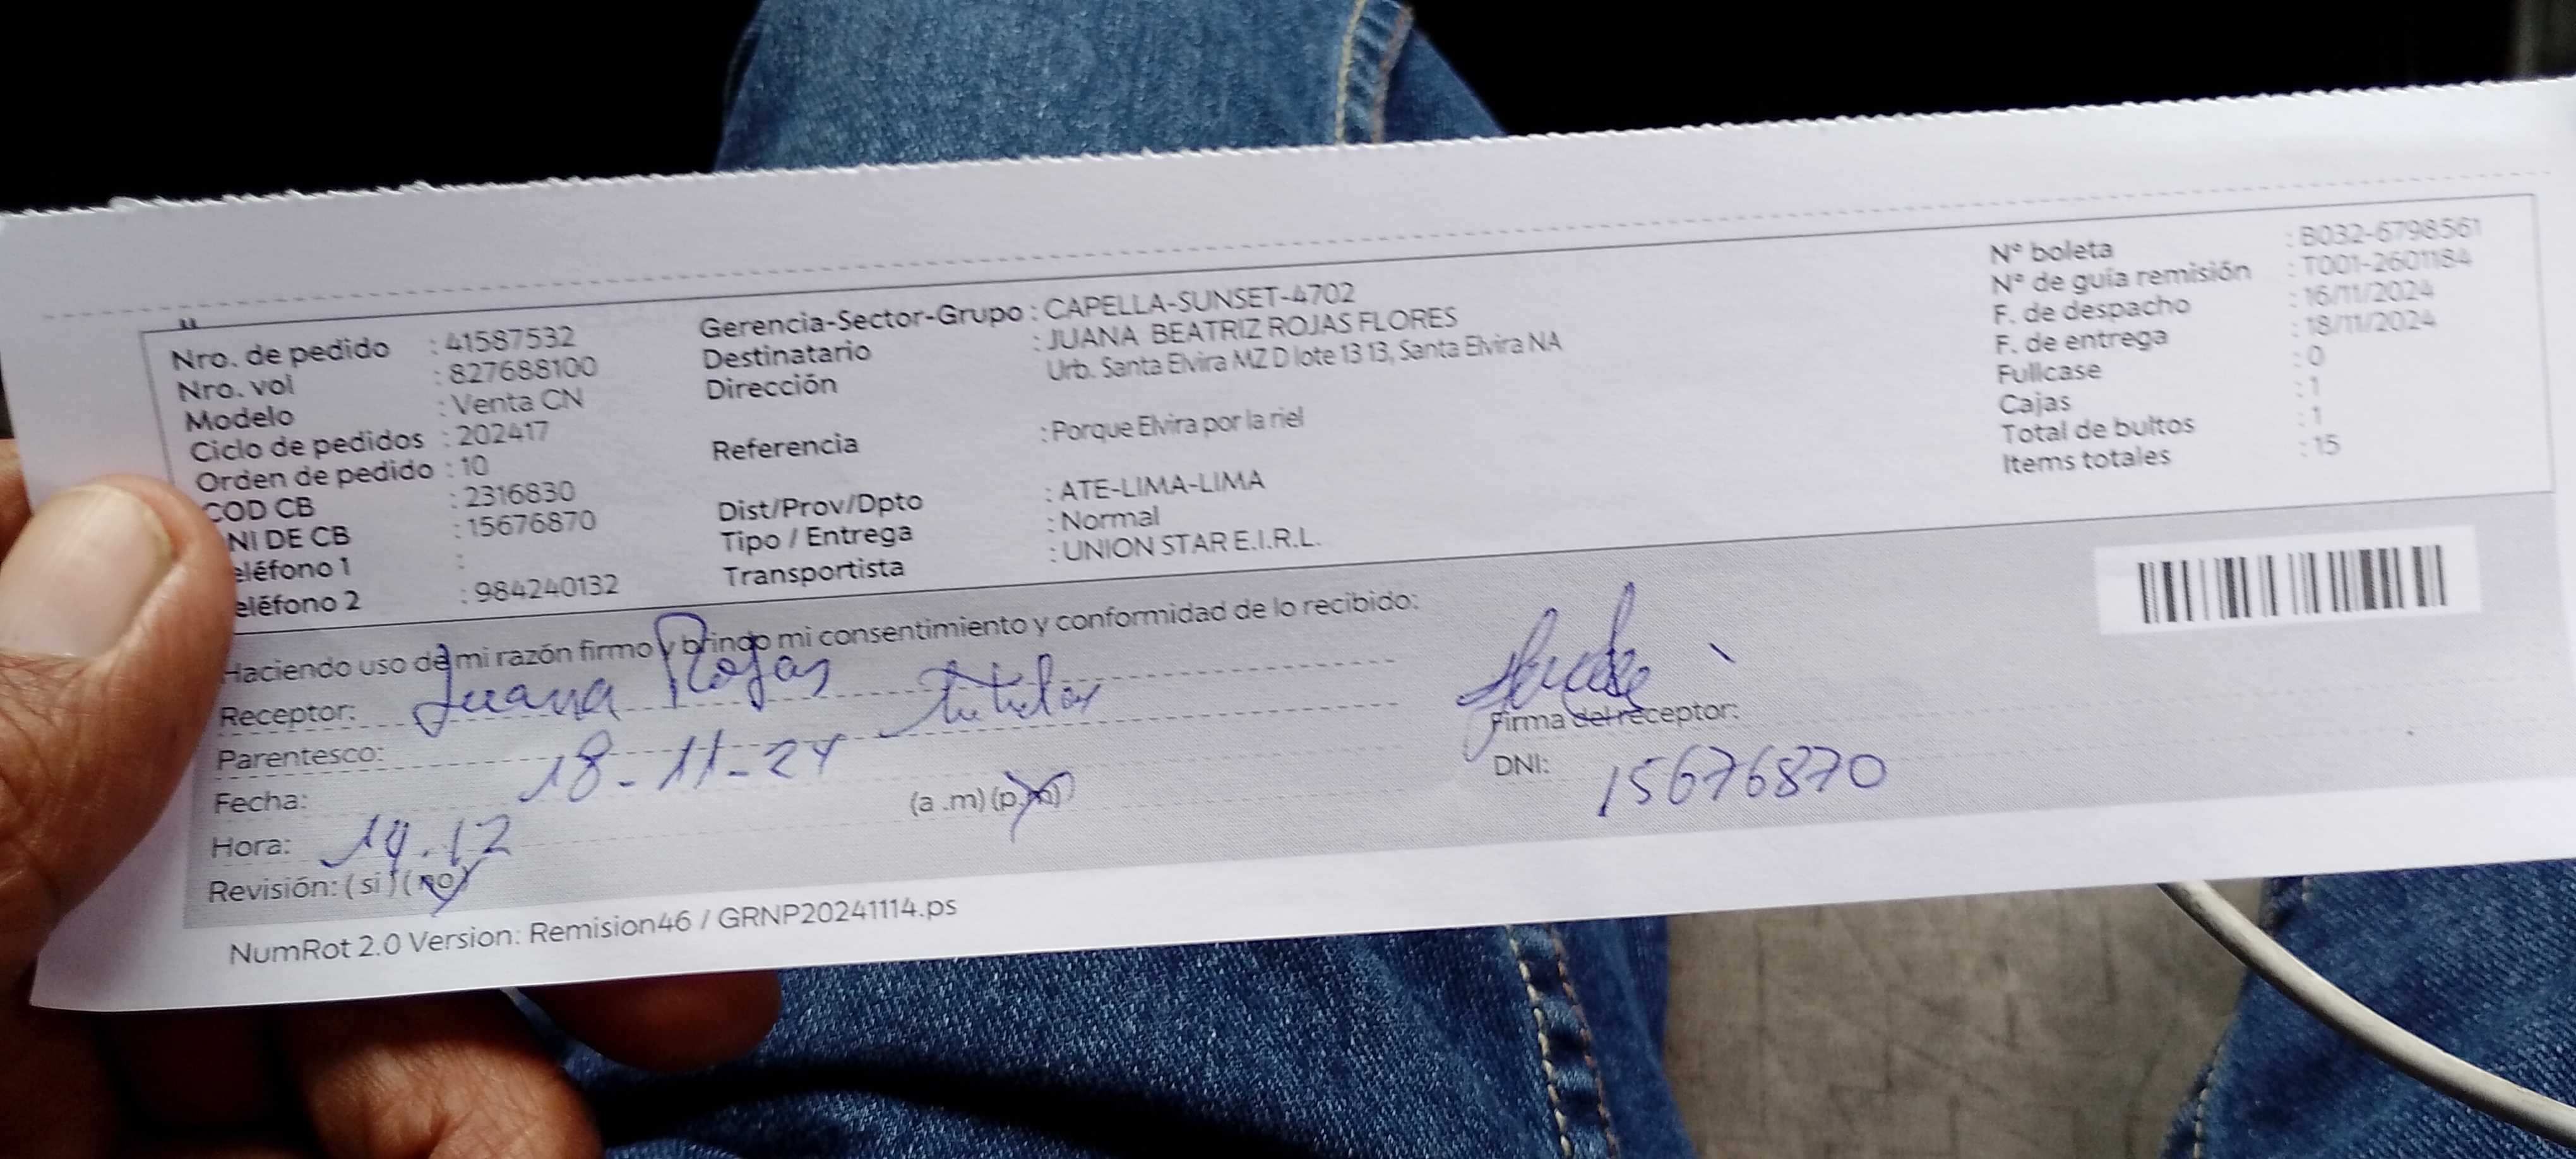 Nro. de pedido : 41587532
Nro. vol : 827688100
Modelo : Venta CN
Ciclo de pedidos : 202417
Orden de pedido : 10
COD CB : 2316830
NI DE CB : 15676870
eléfono 1 :
eléfono 2 : 984240132
Gerencia-Sector-Grupo : CAPELLA-SUNSET-4702
Destinatario : JUANA BEATRIZ ROJAS FLORES
Dirección Urb. Santa Elvira MZ D lote 13 13, Santa Elvira NA
Referencia : Porque Elvira por la riel
Dist/Prov/Dpto : ATE-LIMA-LIMA
Tipo / Entrega : Normal
Transportista : UNION STAR E.I.R.L.
N° boleta : B032-6798561
N° de guía remisión : T001-2601184
F. de despacho : 16/11/2024
F. de entrega : 18/11/2024
Fullcase : 0
Cajas : 1
Total de bultos : 1
Items totales : 15
Haciendo uso de mi razón firmo y brindo mi consentimiento y conformidad de lo recibido:
Receptor: Juana Rojas
Parentesco: titular
Fecha: 18-11-24
Hora: 14.12 (a .m) (p.m)
Revisión: ( si ) ( no )
Firma del receptor:
DNI: 15676870
NumRot 2.0 Version: Remision46 / GRNP20241114.ps